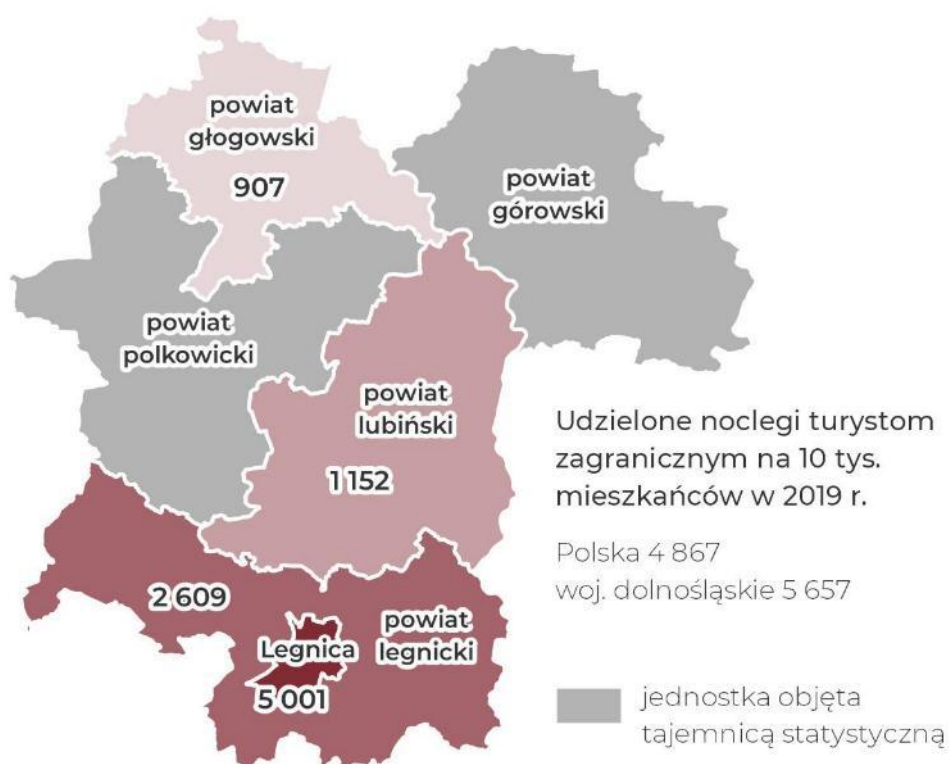 powiat
głogowski
907
powiat
górowski
powiat
polkowicki
powiat
lubiński
1 152
Udzielone noclegi turystom
zagranicznym na 10 tys.
mieszkańców w 2019 r.
Polska 4 867
woj. dolnośląskie 5 657
2 609
Legnica
5 001
powiat
legnicki
jednostka objęta
tajemnicą statystyczną